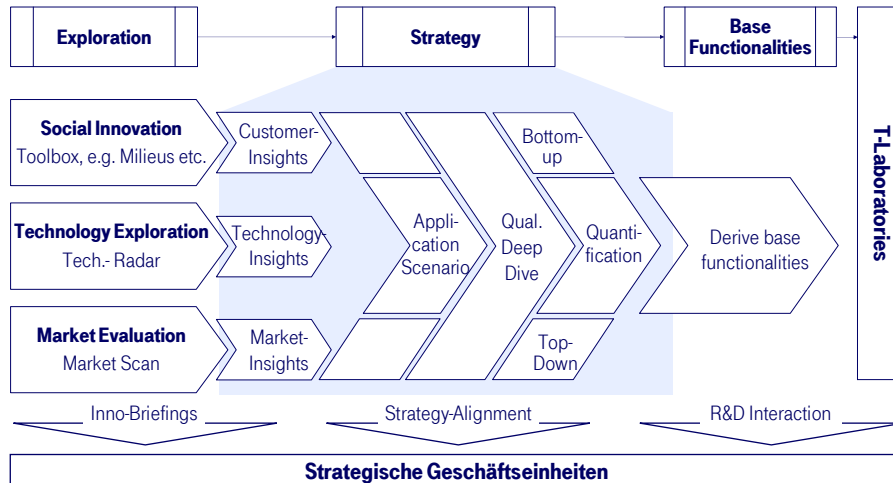 Exploration
Strategy
Base
Functionalities
T-Laboratories
Social Innovation
Toolbox, e.g. Milieus etc.
Customer-
Insights
Technology Exploration
Tech.- Radar
Technology-
Insights
Market Evaluation
Market Scan
Market-
Insights
Appli-
cation
Scenario
Qual.
Deep
Dive
Bottom-
up
Quanti-
fication
Top-
Down
Derive base
functionalities
Inno-Briefings
Strategy-Alignment
R&D Interaction
Strategische Geschäftseinheiten